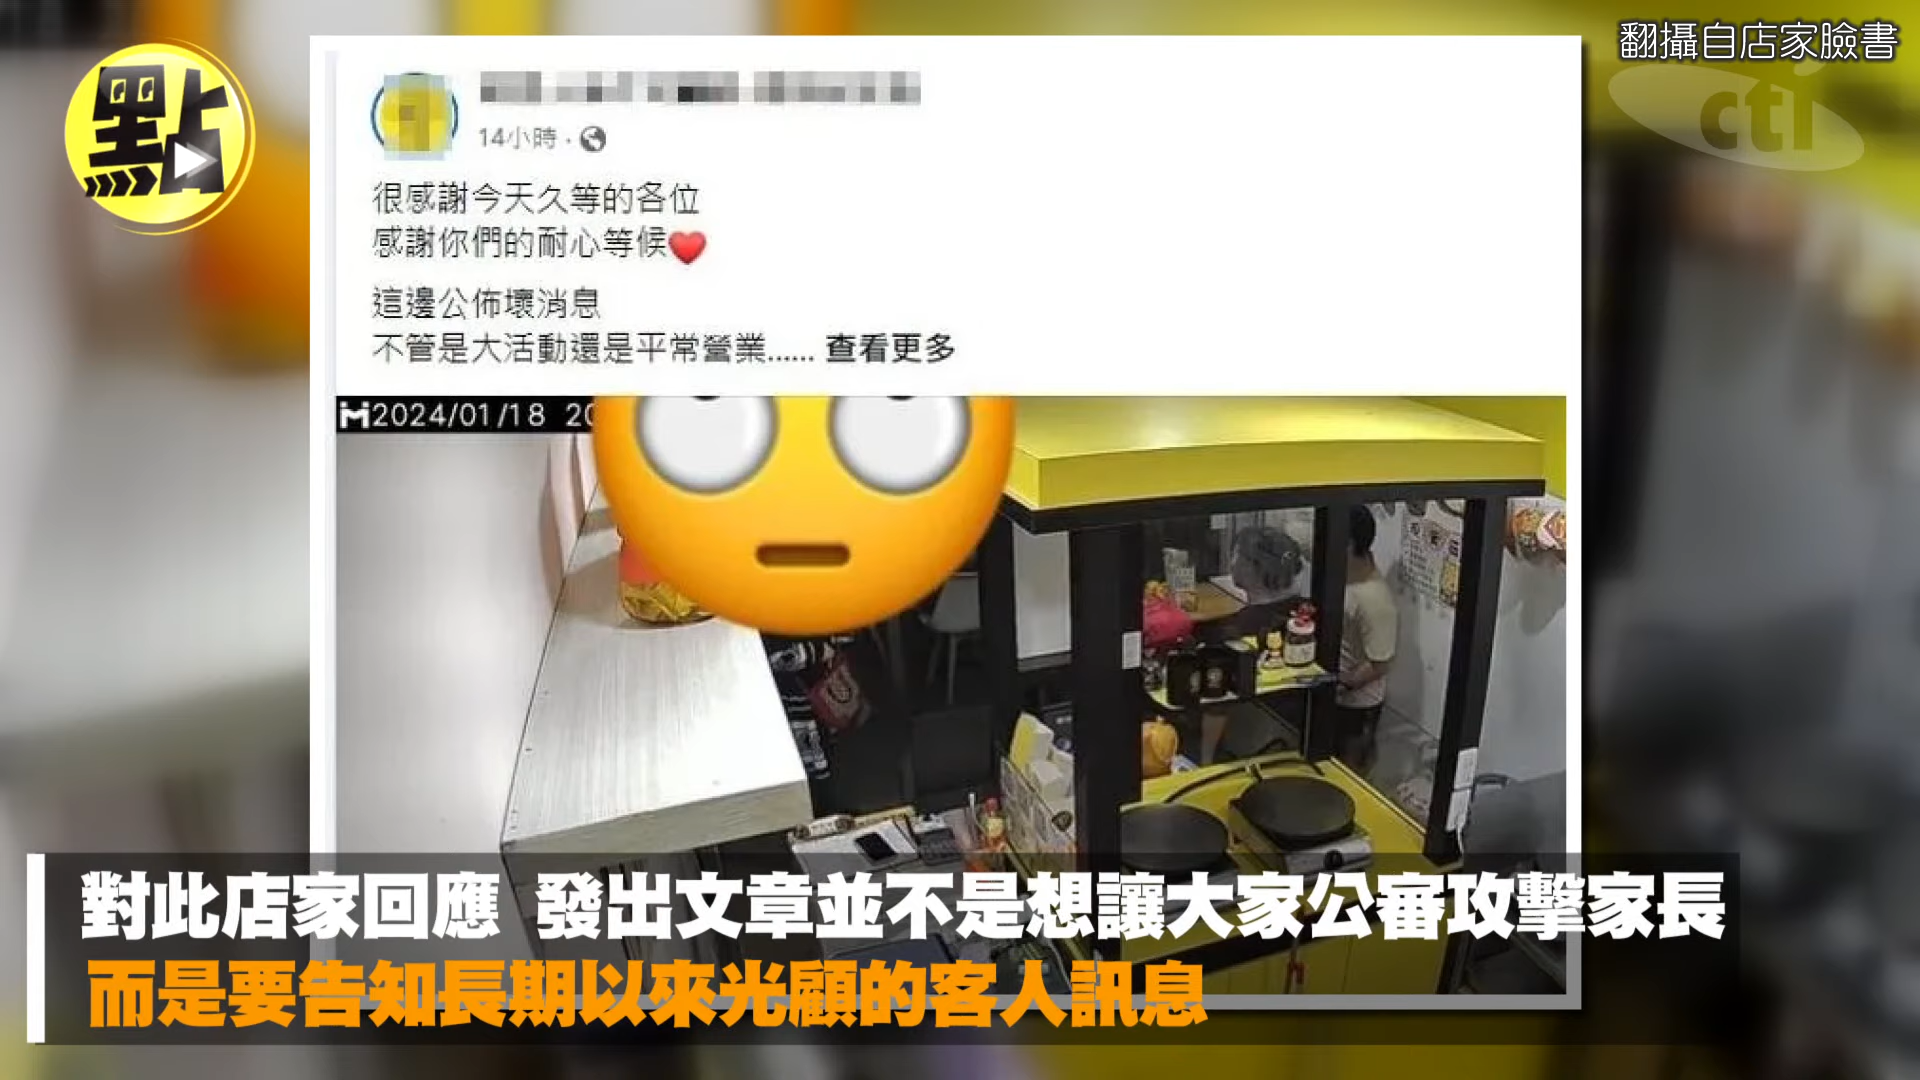 翻攝自店家臉書
點
cti
14小時
很感謝今天久等的各位
感謝你們的耐心等候❤️
這邊公佈壞消息
不管是大活動還是平常營業...... 查看更多
2024/01/18 20
對此店家回應 發出文章並不是想讓大家公審攻擊家長
而是要告知長期以來光顧的客人訊息